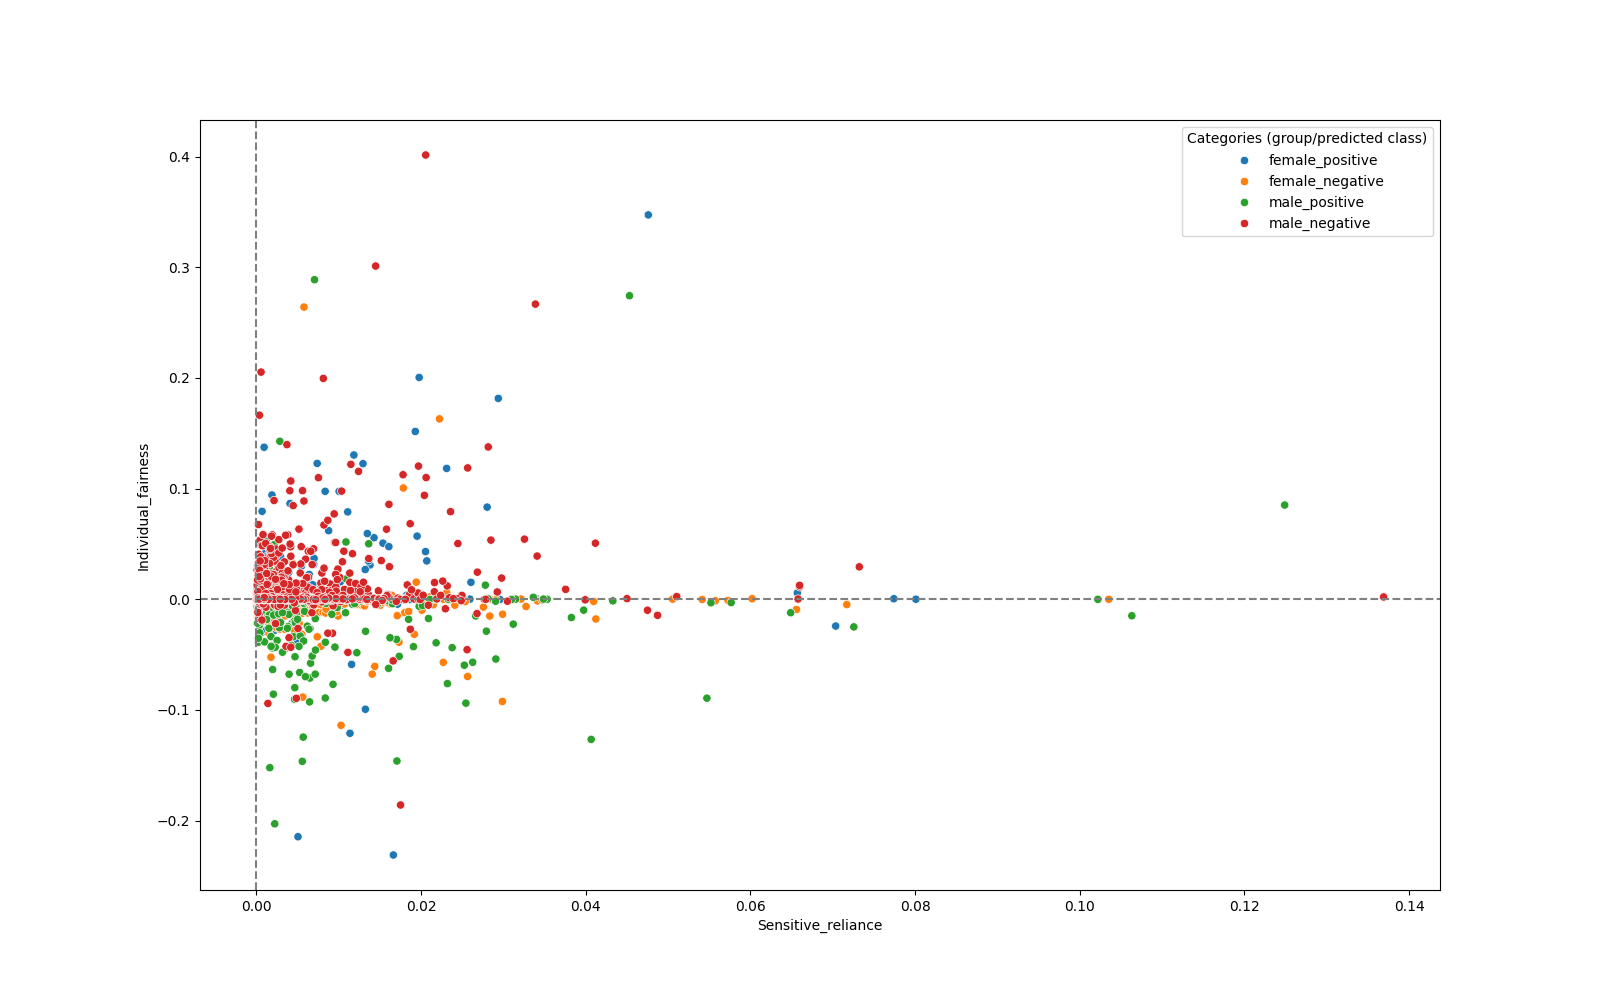 Categories (group/predicted class)
female_positive
female_negative
male_positive
male_negative
0.4
0.3
0.2
0.1
0.0
−0.1
−0.2
Individual_fairness
0.00 0.02 0.04 0.06 0.08 0.10 0.12 0.14
Sensitive_reliance